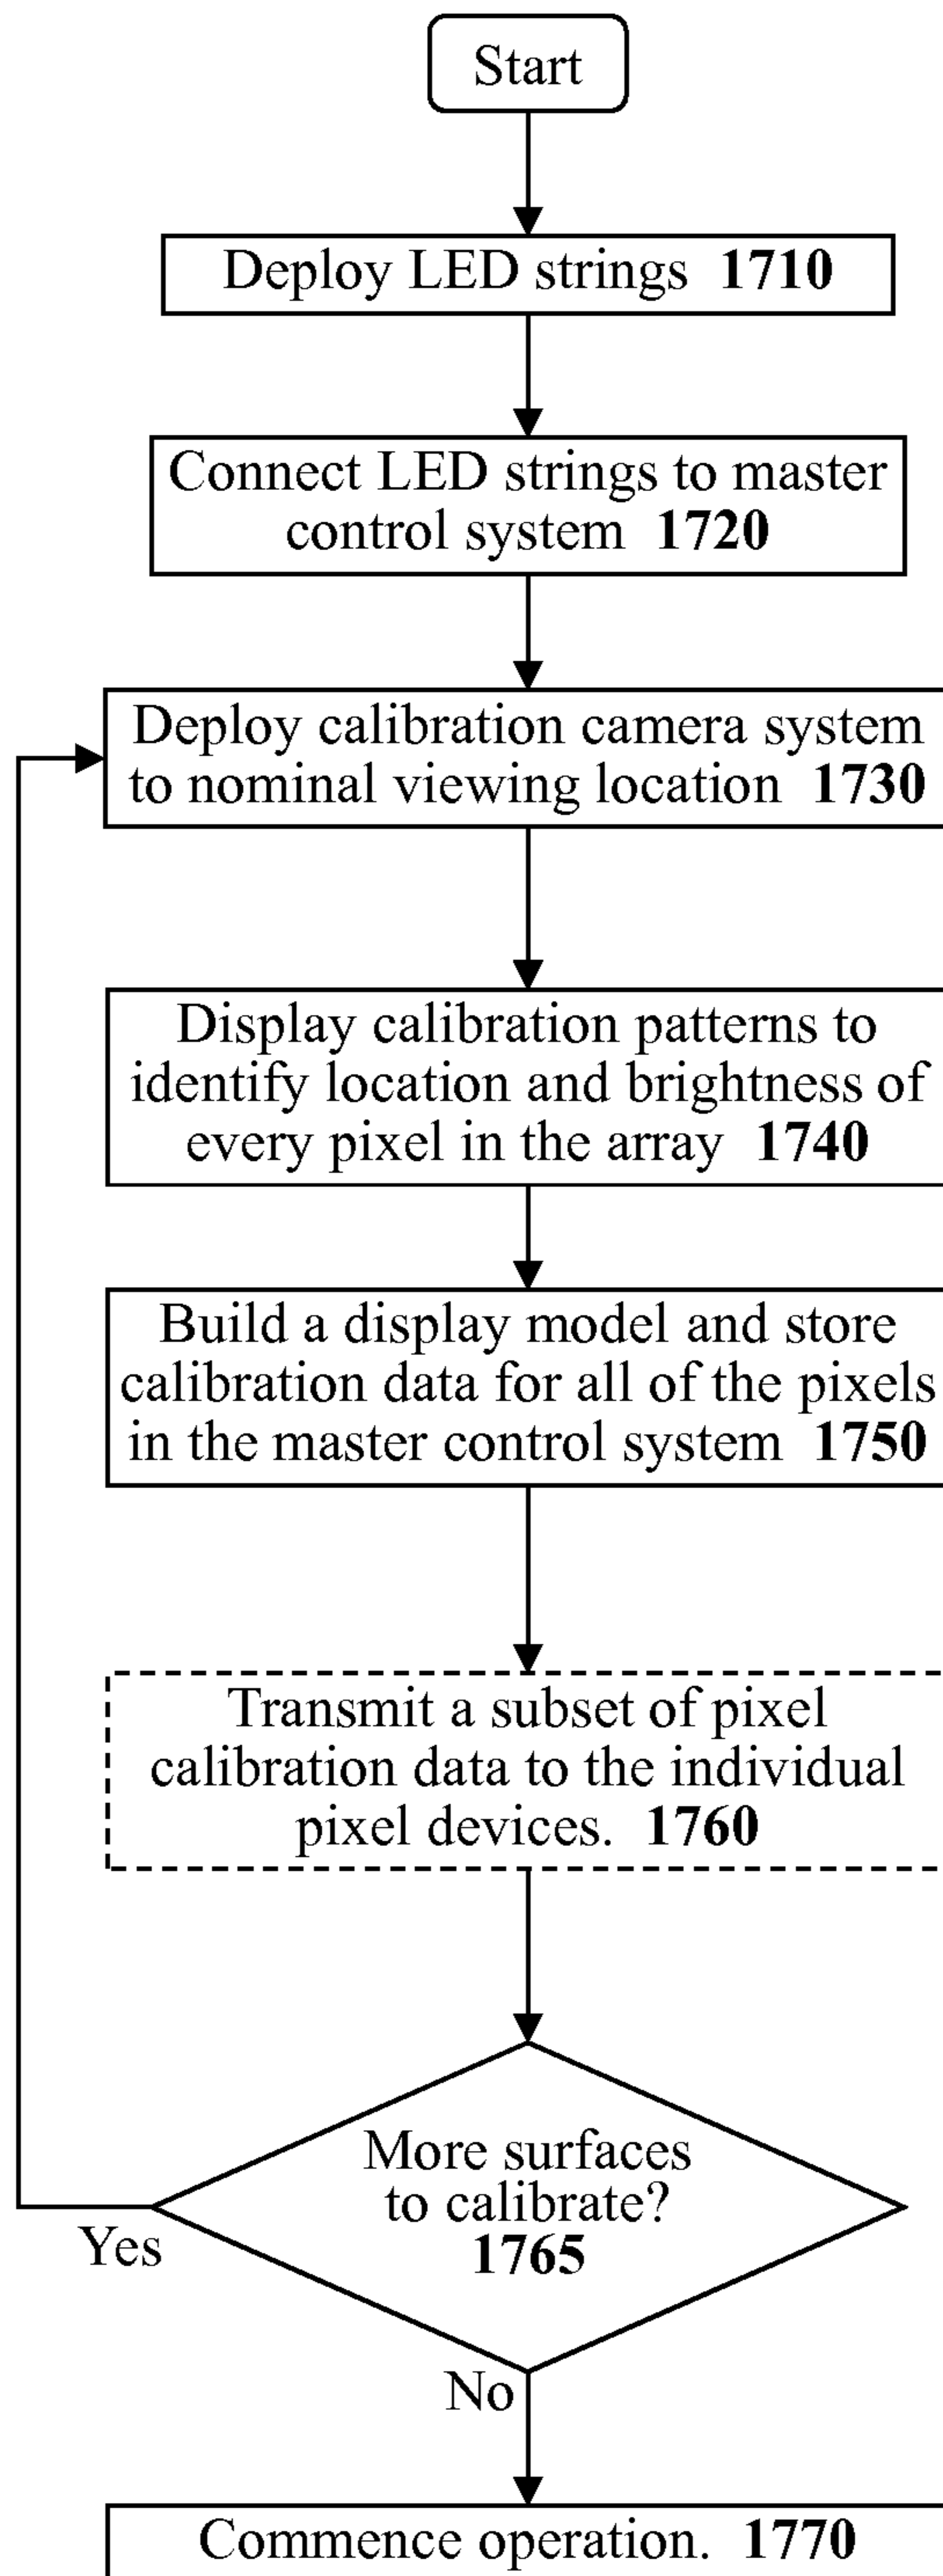 Start
Deploy LED strings 1710
Connect LED strings to master
control system 1720
Deploy calibration camera system
to nominal viewing location 1730
Display calibration patterns to
identify location and brightness of
every pixel in the array 1740
Build a display model and store
calibration data for all of the pixels
in the master control system 1750
Transmit a subset of pixel
calibration data to the individual
pixel devices. 1760
More surfaces
to calibrate?
1765
Yes
No
Commence operation. 1770